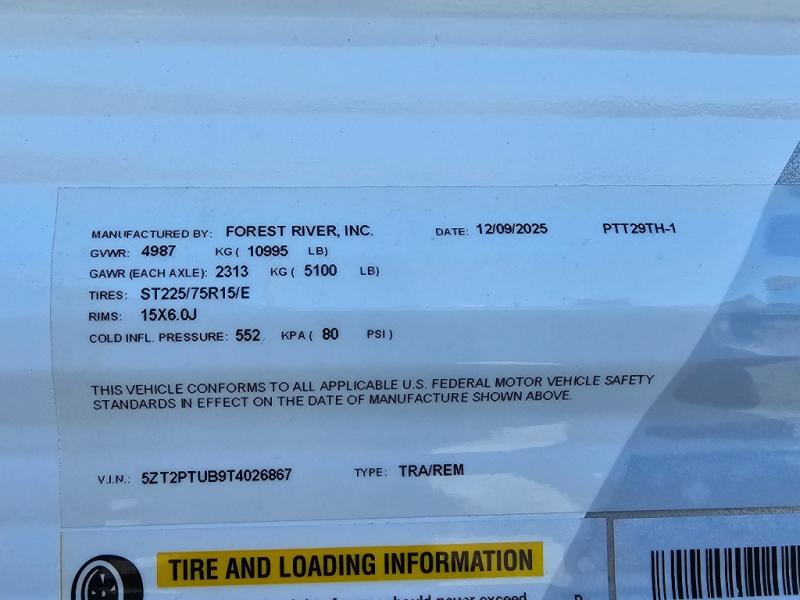 MANUFACTURED BY: FOREST RIVER, INC. DATE: 12/09/2025 PTT29TH-1
GVWR: 4987 KG ( 10995 LB)
GAWR (EACH AXLE): 2313 KG ( 5100 LB)
TIRES: ST225/75R15/E
RIMS: 15X6.0J
COLD INFL. PRESSURE: 552 KPA ( 80 PSI )
THIS VEHICLE CONFORMS TO ALL APPLICABLE U.S. FEDERAL MOTOR VEHICLE SAFETY
STANDARDS IN EFFECT ON THE DATE OF MANUFACTURE SHOWN ABOVE.
V.I.N.: 5ZT2PTUB9T4026867 TYPE: TRA/REM
TIRE AND LOADING INFORMATION
should never exceed